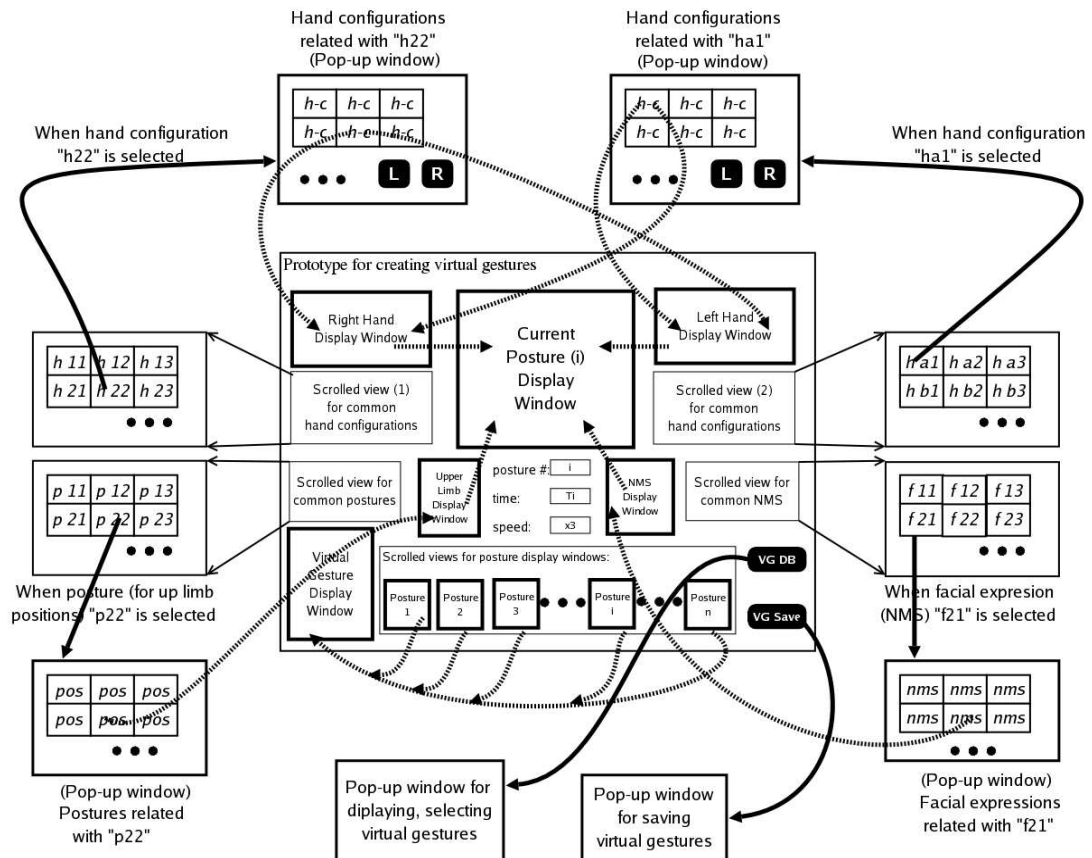 Hand configurations
related with "h22"
(Pop-up window)
Hand configurations
related with "ha1"
(Pop-up window)
h-c h-c h-c
h-c h-c h-c
L R
h-c h-c h-c
h-c h-c h-c
L R
When hand configuration
"h22" is selected
When hand configuration
"ha1" is selected
Prototype for creating virtual gestures
Right Hand
Display Window
Current
Posture (i)
Display
Window
Left Hand
Display Window
h 11 h 12 h 13
h 21 h 22 h 23
Scrolled view (1)
for common
hand configurations
Scrolled view (2)
for common
hand configurations
h a1 h a2 h a3
h b1 h b2 h b3
p 11 p 12 p 13
p 21 p 22 p 23
Scrolled view for
common postures
Upper
Limb
Display
Window
posture #: i
time: Ti
speed: x3
NMS
Display
Window
Scrolled view for
common NMS
f 11 f 12 f 13
f 21 f 22 f 23
Virtual
Gesture
Display
Window
Scrolled views for posture display windows:
Posture
1
Posture
2
Posture
3
Posture
i
Posture
n
VG DB
VG Save
When posture (for up limb
positions) "p22" is selected
When facial expresion
(NMS) "f21" is selected
pos pos pos
pos pos pos
nms nms nms
nms nms nms
(Pop-up window)
Postures related
with "p22"
Pop-up window for
diplaying, selecting
virtual gestures
Pop-up window
for saving
virtual gestures
(Pop-up window)
Facial expressions
related with "f21"